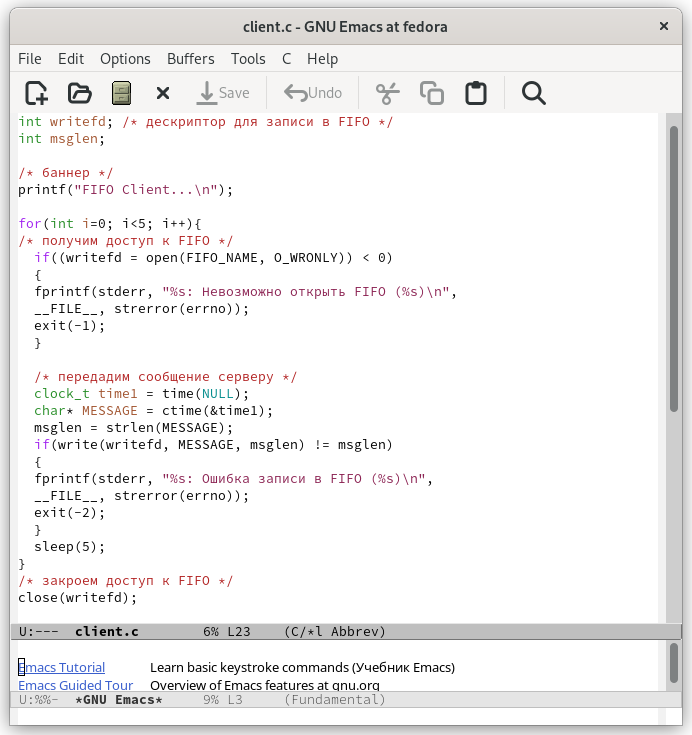 client.c - GNU Emacs at fedora
File Edit Options Buffers Tools C Help
Save Undo
int writefd; /* дескриптор для записи в FIFO */
int msglen;
/* баннер */
printf("FIFO Client...\n");
for(int i=0; i<5; i++){
/* получим доступ к FIFO */
if((writefd = open(FIFO_NAME, O_WRONLY)) < 0)
{
fprintf(stderr, "%s: Невозможно открыть FIFO (%s)\n",
__FILE__, strerror(errno));
exit(-1);
}
/* передадим сообщение серверу */
clock_t time1 = time(NULL);
char* MESSAGE = ctime(&time1);
msglen = strlen(MESSAGE);
if(write(writefd, MESSAGE, msglen) != msglen)
{
fprintf(stderr, "%s: Ошибка записи в FIFO (%s)\n",
__FILE__, strerror(errno));
exit(-2);
}
sleep(5);
}
/* закроем доступ к FIFO */
close(writefd);
U:--- client.c 6% L23 (C/*l Abbrev)
Emacs Tutorial Learn basic keystroke commands (Учебник Emacs)
Emacs Guided Tour Overview of Emacs features at gnu.org
U:%%- *GNU Emacs* 9% L3 (Fundamental)